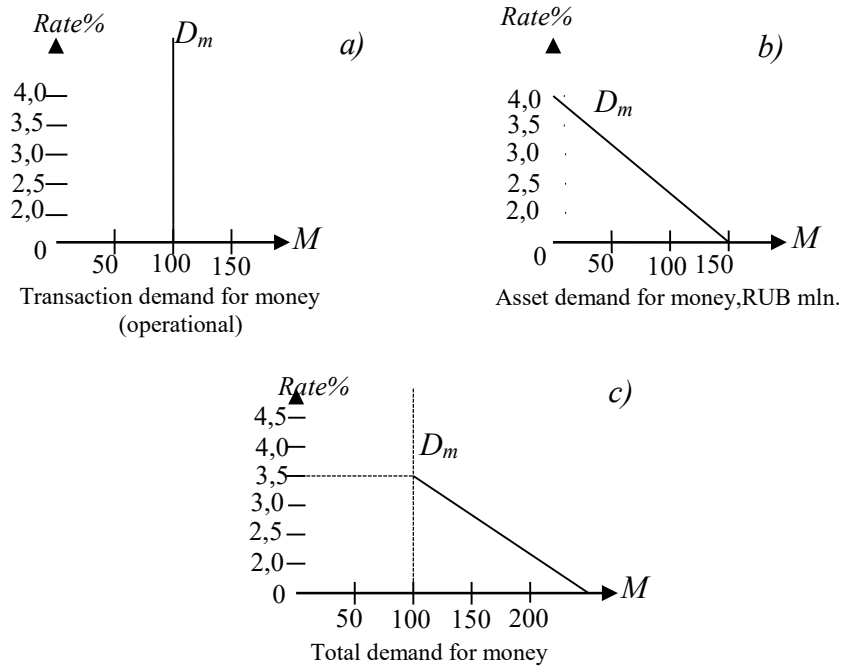 Rate%
Dm
a)
4,0
3,5
3,0
2,5
2,0
0
50
100
150
M
Transaction demand for money
(operational)
Rate%
b)
4,0
Dm
3,5
3,0
2,5
2,0
0
50
100
150
M
Asset demand for money,RUB mln.
Rate%
c)
4,5
4,0
Dm
3,5
3,0
2,5
2,0
0
50
100
150
200
M
Total demand for money